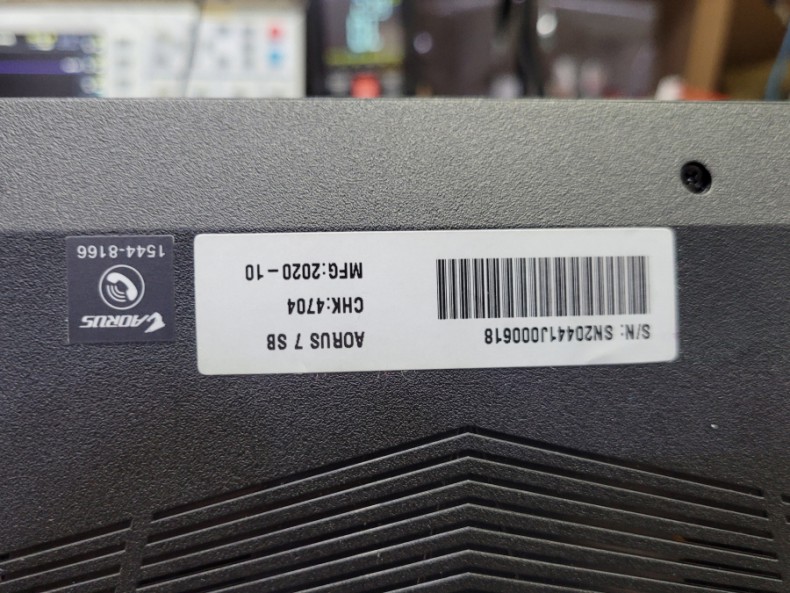 S/N: SN20441J000618
AORUS 7 SB
CHK:4704
MFG:2020-10
AORUS
1544-8166